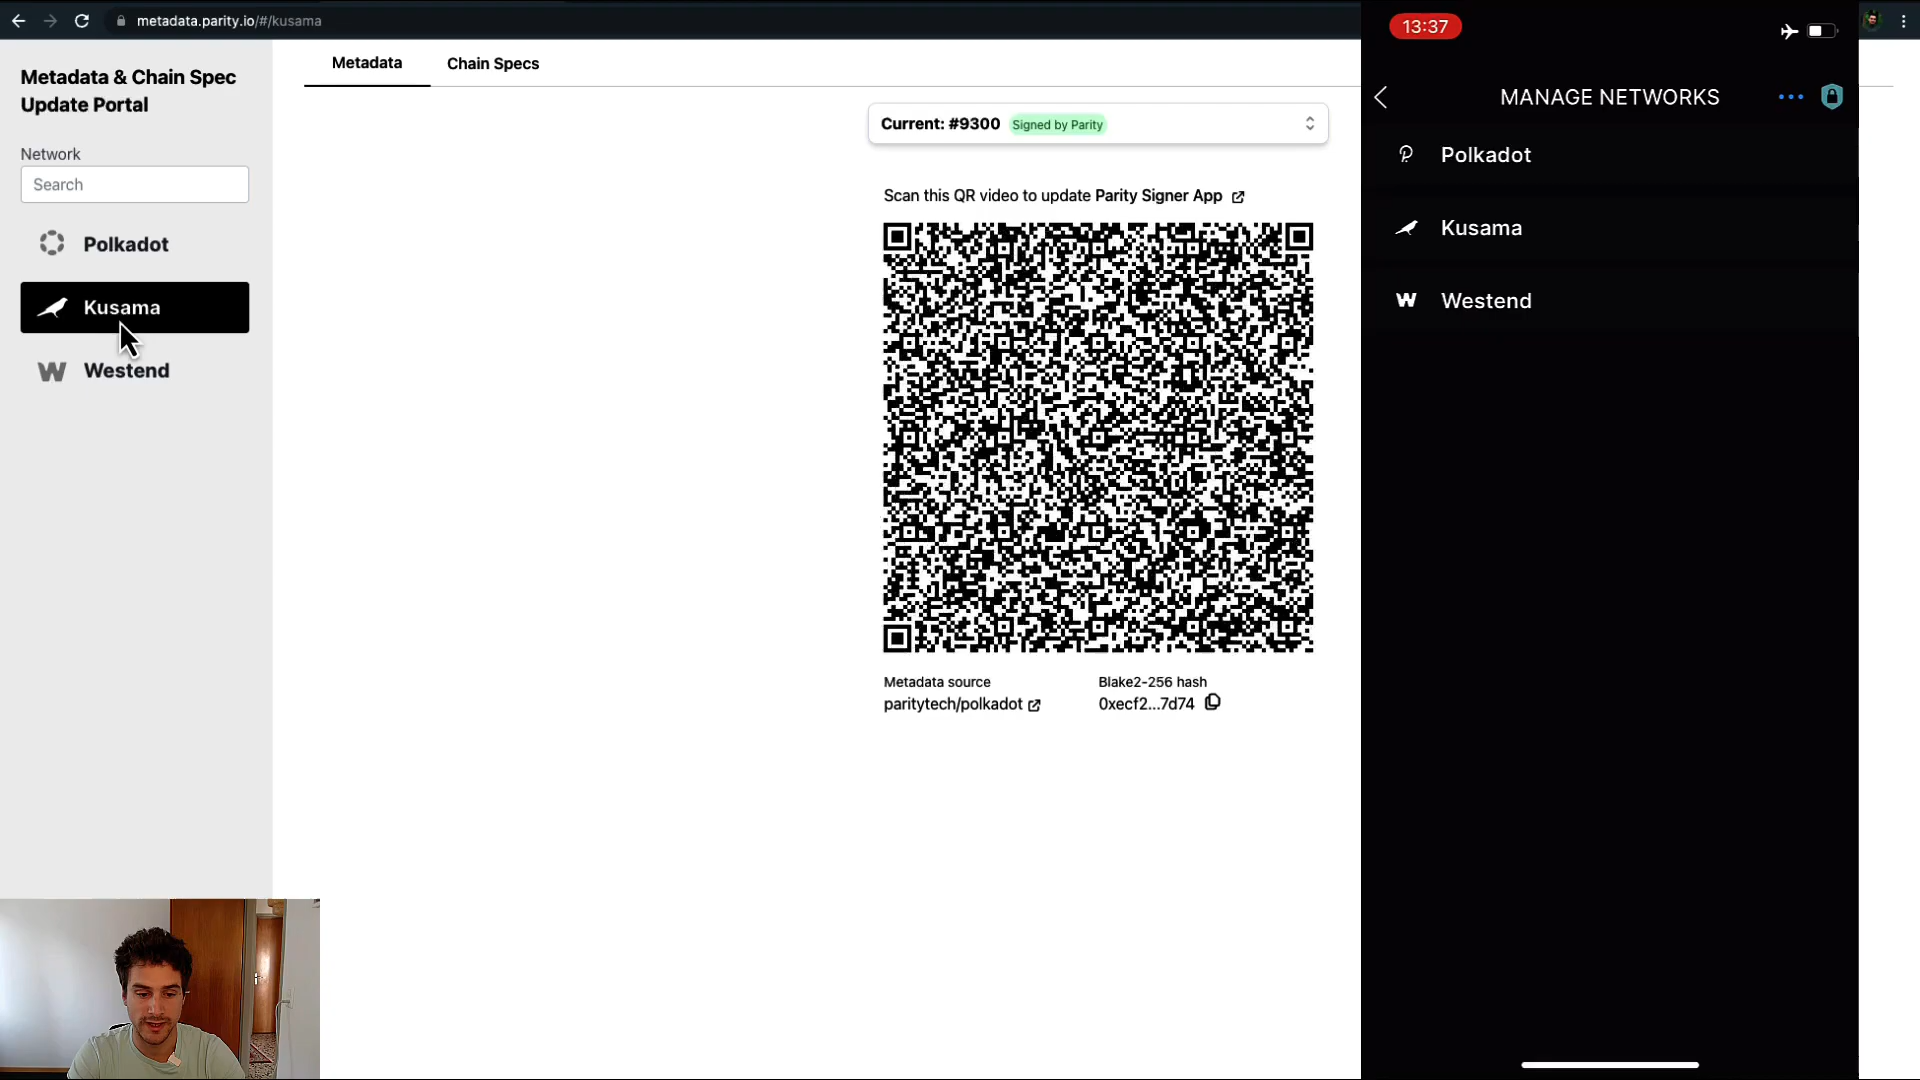 metadata.parity.io/#/kusama
Metadata & Chain Spec
Update Portal
Network
Search
Polkadot
Kusama
Westend
Metadata
Chain Specs
Current: #9300 Signed by Parity
Scan this QR video to update Parity Signer App
Metadata source
paritytech/polkadot
Blake2-256 hash
0xecf2...7d74
13:37
MANAGE NETWORKS
Polkadot
Kusama
W Westend